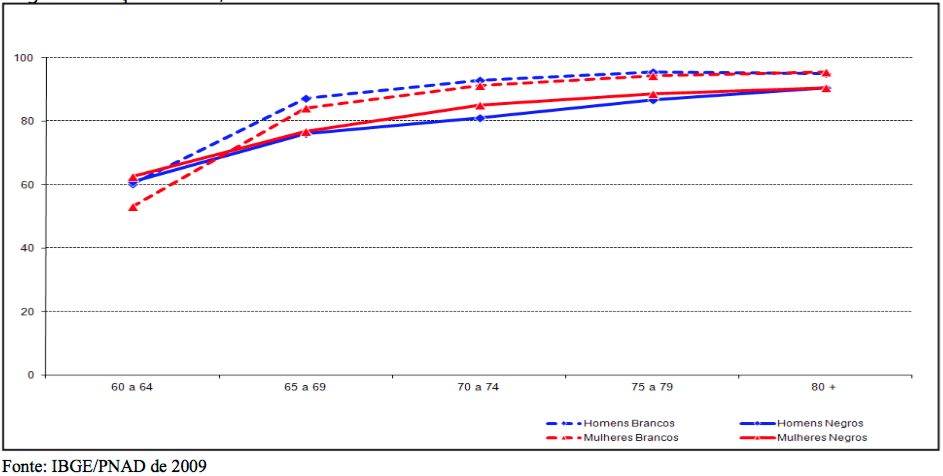 100
80
60
40
20
0
60 a 64 65 a 69 70 a 74 75 a 79 80 +
Homens Brancos Homens Negros
Mulheres Brancos Mulheres Negros
Fonte: IBGE/PNAD de 2009